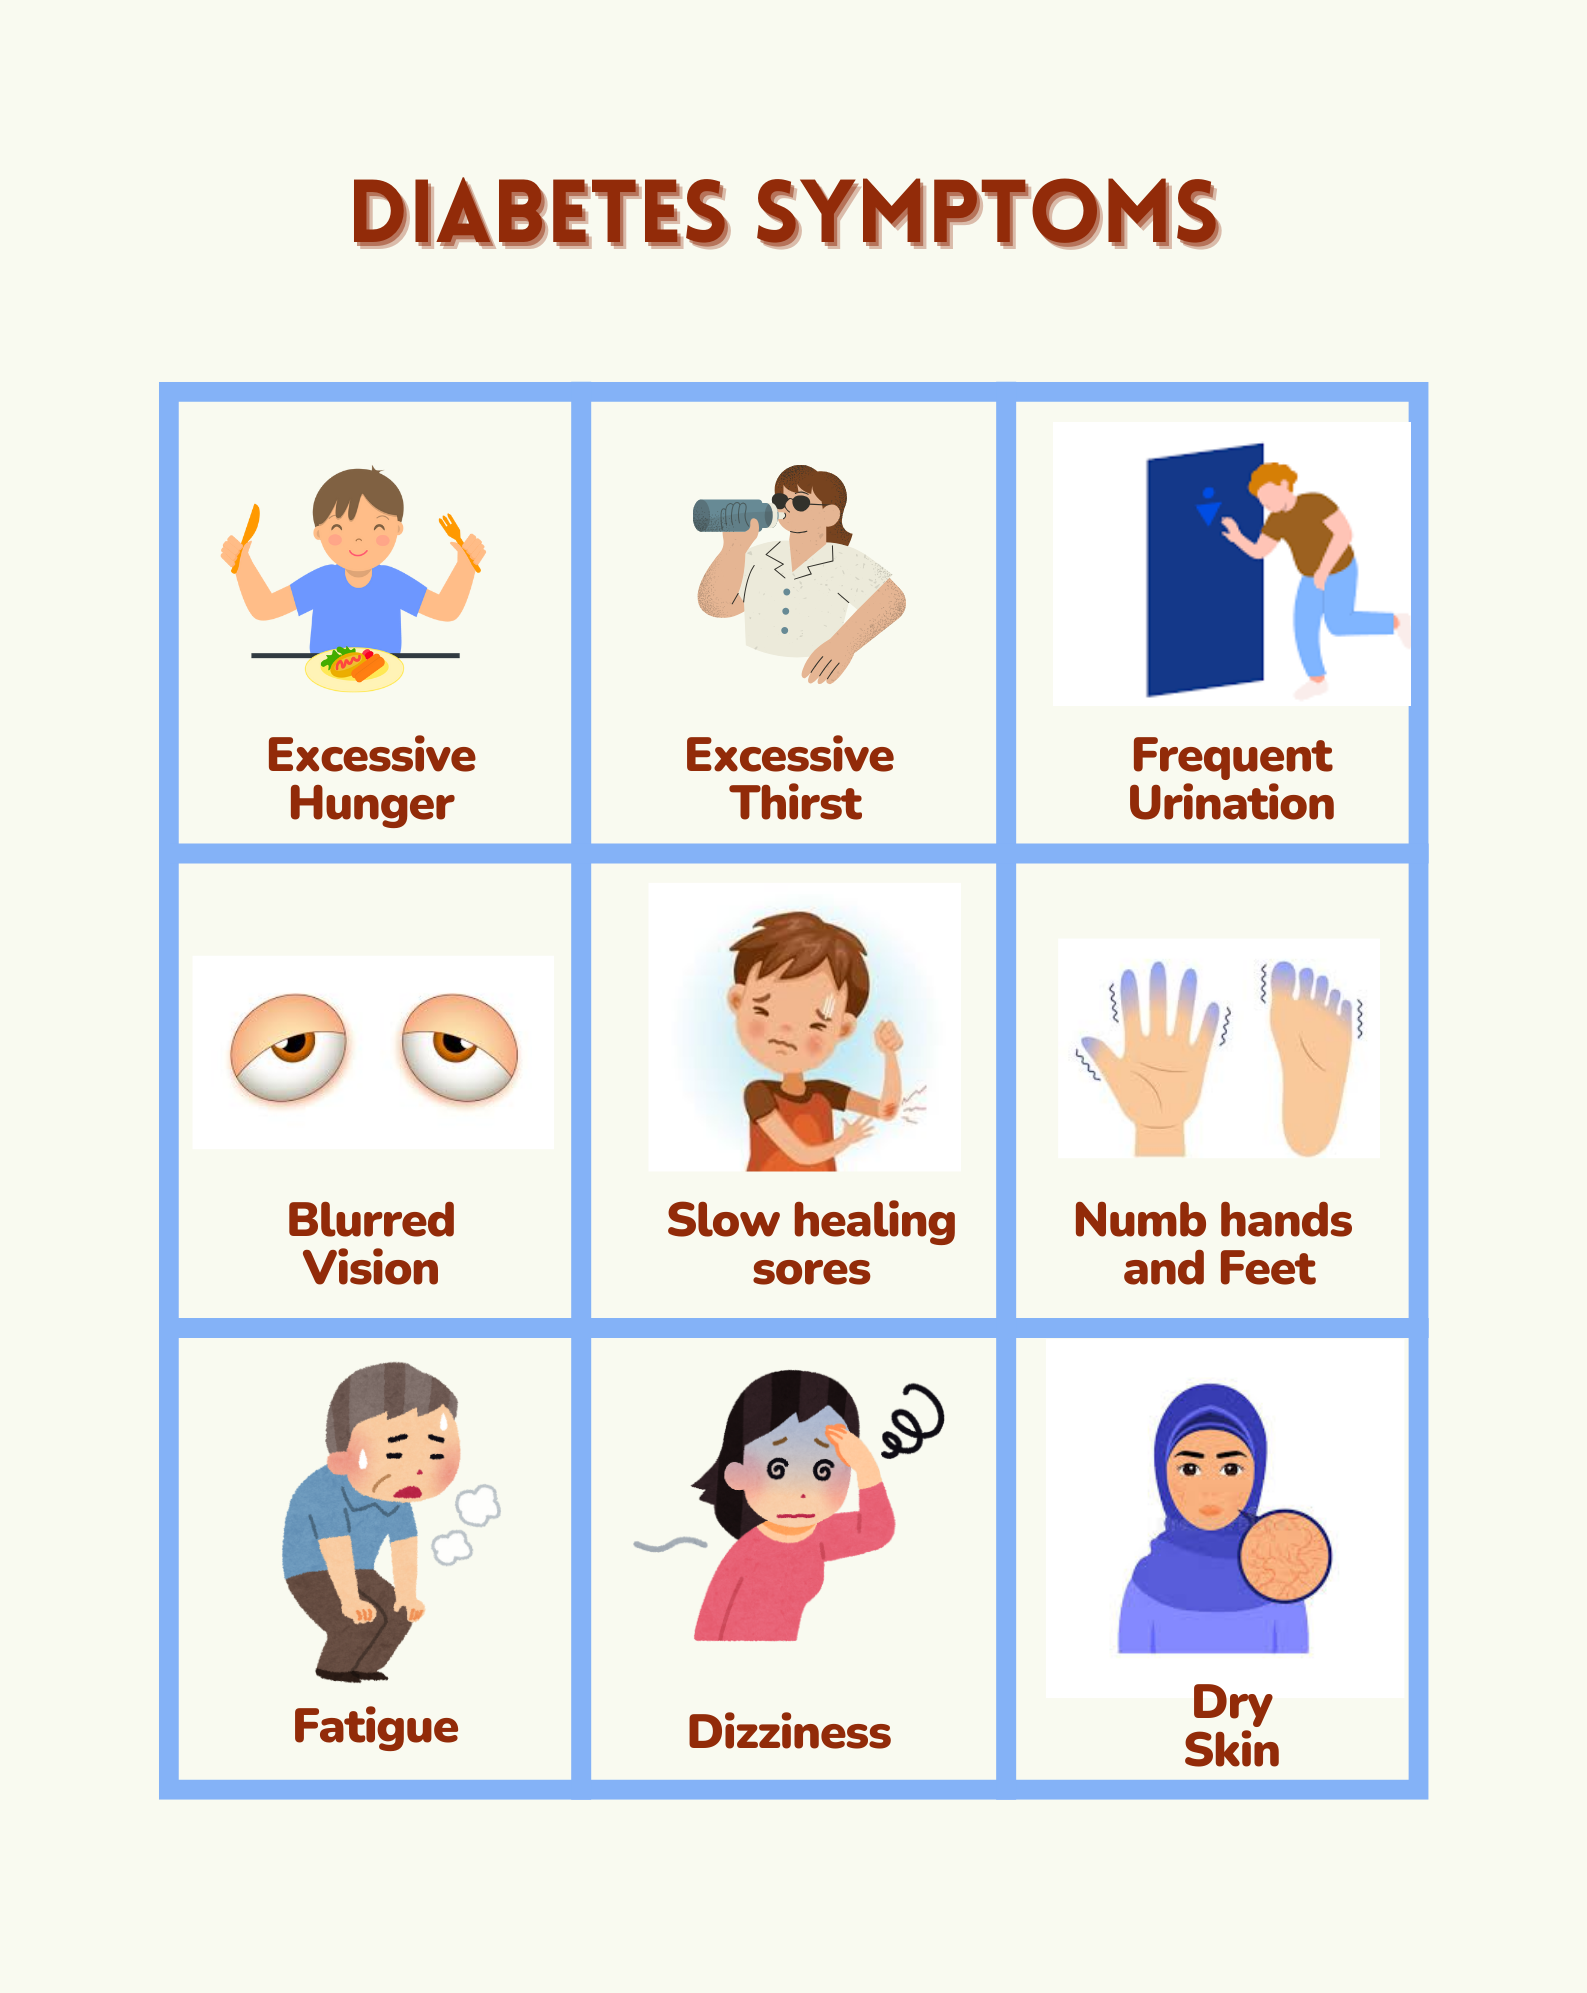 DIABETES SYMPTOMS
Excessive
Hunger
Excessive
Thirst
Frequent
Urination
Blurred
Vision
Slow healing
sores
Numb hands
and Feet
Fatigue
Dizziness
Dry
Skin